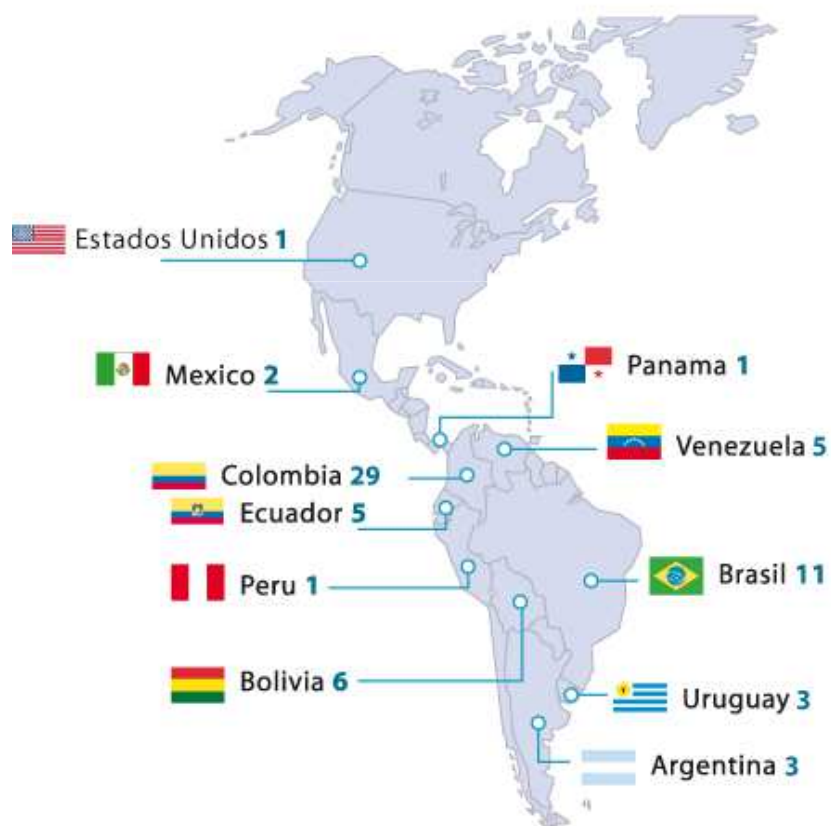 Estados Unidos 1
Mexico 2
Panama 1
Venezuela 5
Colombia 29
Ecuador 5
Peru 1
Brasil 11
Bolivia 6
Uruguay 3
Argentina 3